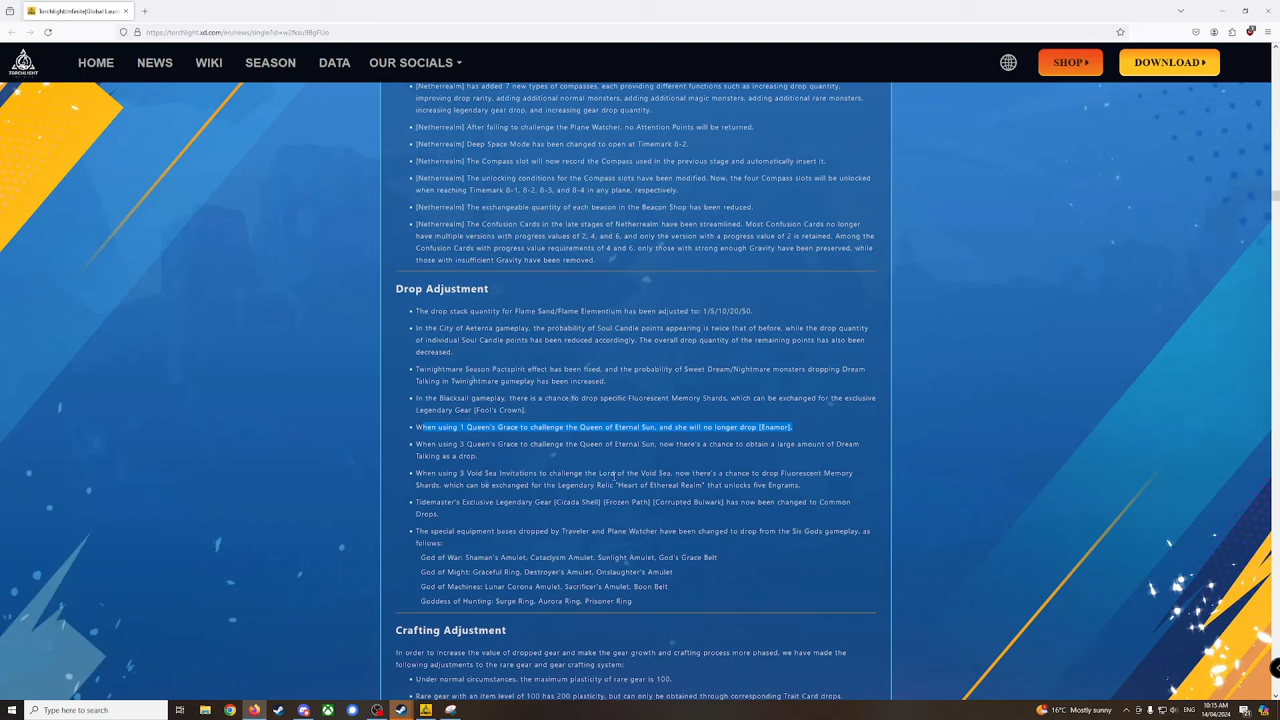 Torchlight:Infinite|Global Laun
https://torchlight.xd.com/en/news/single?id=w2fksu9BgFUo
TORCHLIGHT
HOME NEWS WIKI SEASON DATA OUR SOCIALS SHOP DOWNLOAD
•[Netherrealm] has added 7 new types of compasses, each providing different functions such as increasing drop quantity,
improving drop rarity, adding additional normal monsters, adding additional magic monsters, adding additional rare monsters,
increasing legendary gear drop, and increasing gear drop quantity.
•[Netherrealm] After failing to challenge the Plane Watcher, no Attention Points will be returned.
•[Netherrealm] Deep Space Mode has been changed to open at Timemark 8-2.
•[Netherrealm] The Compass slot will now record the Compass used in the previous stage and automatically insert it.
•[Netherrealm] The unlocking conditions for the Compass slots have been modified. Now, the four Compass slots will be unlocked
when reaching Timemark 8-1, 8-2, 8-3, and 8-4 in any plane, respectively.
•[Netherrealm] The exchangeable quantity of each beacon in the Beacon Shop has been reduced.
•[Netherrealm] The Confusion Cards in the late stages of Netherrealm have been streamlined. Most Confusion Cards no longer
have multiple versions with progress values of 2, 4, and 6, and only the version with a progress value of 2 is retained. Among the
Confusion Cards with progress value requirements of 4 and 6, only those with strong enough Gravity have been preserved, while
those with insufficient Gravity have been removed.
Drop Adjustment
•The drop stack quantity for Flame Sand/Flame Elementium has been adjusted to: 1/5/10/20/50.
•In the City of Aeterna gameplay, the probability of Soul Candle points appearing is twice that of before, while the drop quantity
of individual Soul Candle points has been reduced accordingly. The overall drop quantity of the remaining points has also been
decreased.
•Twinightmare Season Pactspirit effect has been fixed, and the probability of Sweet Dream/Nightmare monsters dropping Dream
Talking in Twinightmare gameplay has been increased.
•In the Blacksail gameplay, there is a chance to drop specific Fluorescent Memory Shards, which can be exchanged for the exclusive
Legendary Gear [Fool's Crown].
•When using 1 Queen's Grace to challenge the Queen of Eternal Sun, and she will no longer drop [Enamor].
•When using 3 Queen's Grace to challenge the Queen of Eternal Sun, now there's a chance to obtain a large amount of Dream
Talking as a drop.
•When using 3 Void Sea Invitations to challenge the Lord of the Void Sea, now there's a chance to drop Fluorescent Memory
Shards, which can be exchanged for the Legendary Relic "Heart of Ethereal Realm" that unlocks five Engrams.
•Tidemaster's Exclusive Legendary Gear [Cicada Shell] [Frozen Path] [Corrupted Bulwark] has now been changed to Common
Drops.
•The special equipment bases dropped by Traveler and Plane Watcher have been changed to drop from the Six Gods gameplay, as
follows:
God of War: Shaman's Amulet, Cataclysm Amulet, Sunlight Amulet, God's Grace Belt
God of Might: Graceful Ring, Destroyer's Amulet, Onslaughter's Amulet
God of Machines: Lunar Corona Amulet, Sacrificer's Amulet, Boon Belt
Goddess of Hunting: Surge Ring, Aurora Ring, Prisoner Ring
Crafting Adjustment
In order to increase the value of dropped gear and make the gear growth and crafting process more phased, we have made the
following adjustments to the rare gear and gear crafting system:
•Under normal circumstances, the maximum plasticity of rare gear is 100.
•Rare gear with an item level of 100 has 200 plasticity, but can only be obtained through corresponding Trait Card drops.
Type here to search
16°C Mostly sunny
10:15 AM
14/04/2024